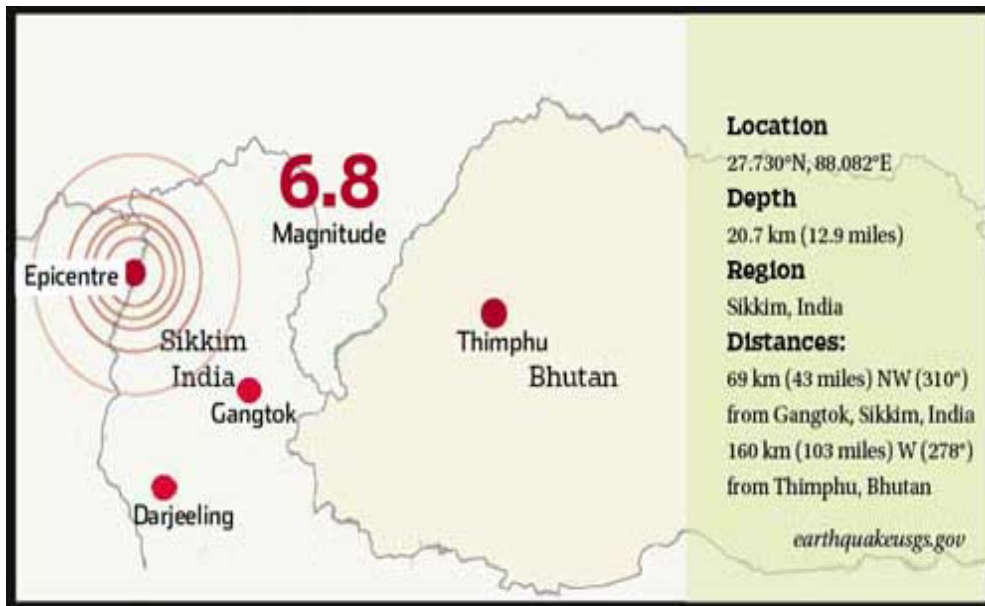 6.8
Magnitude
Epicentre
Sikkim
India
Gangtok
Darjeeling
Thimphu
Bhutan
Location
27.730°N, 88.082°E
Depth
20.7 km (12.9 miles)
Region
Sikkim, India
Distances:
69 km (43 miles) NW (310°)
from Gangtok, Sikkim, India
160 km (103 miles) W (278°)
from Thimphu, Bhutan
earthquakeusgs.gov